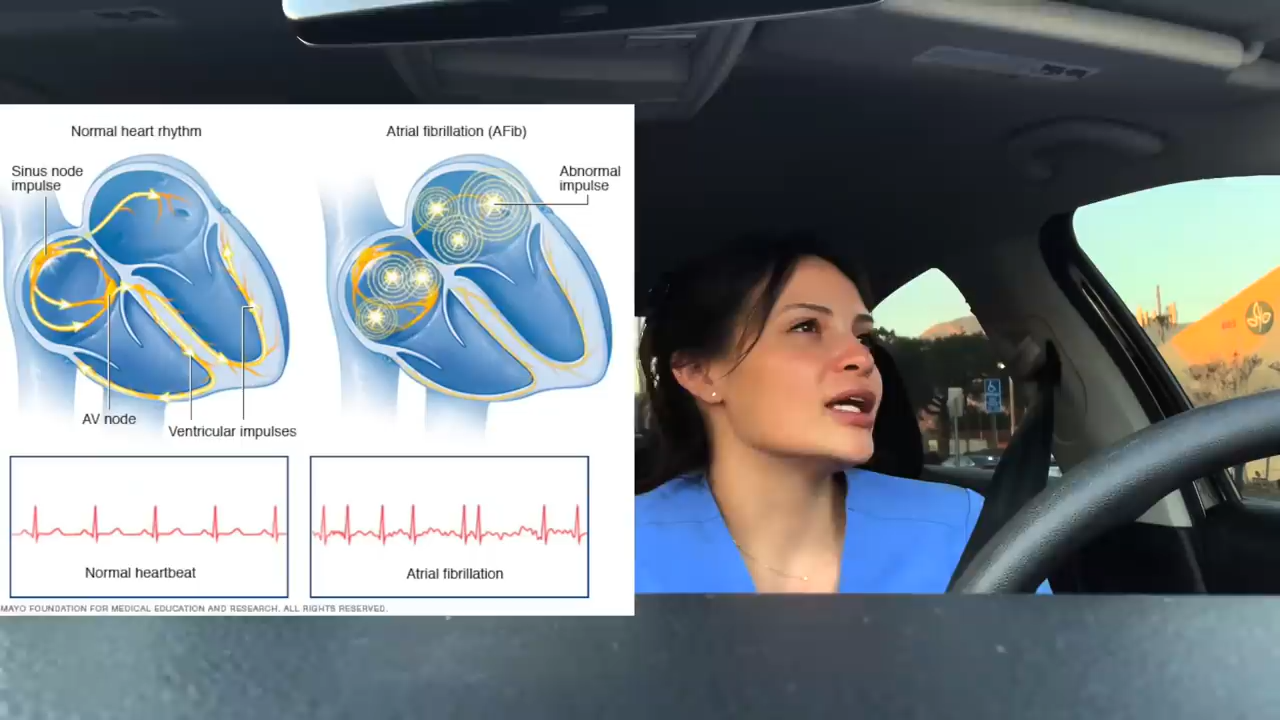 Normal heart rhythm
Atrial fibrillation (AFib)
Sinus node
impulse
Abnormal
impulse
AV node
Ventricular impulses
Normal heartbeat
Atrial fibrillation
MAYO FOUNDATION FOR MEDICAL EDUCATION AND RESEARCH. ALL RIGHTS RESERVED.